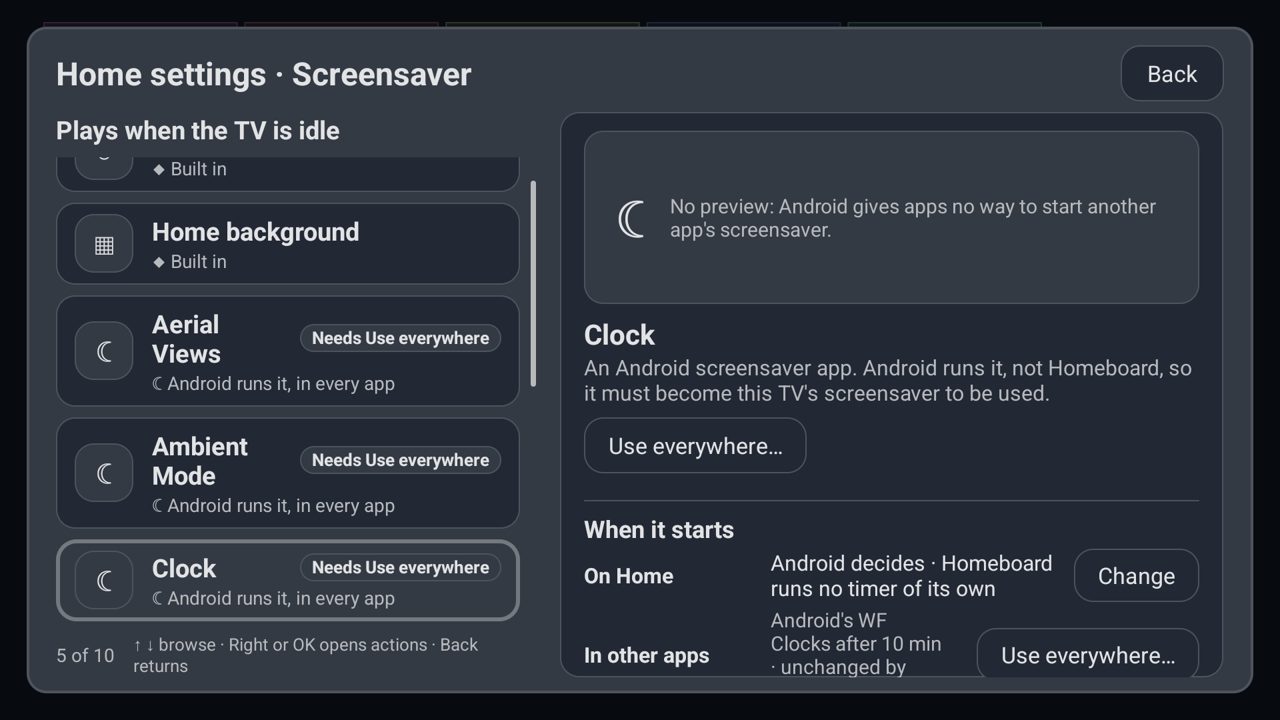 Home settings · Screensaver
Back
Plays when the TV is idle
◆ Built in
Home background
◆ Built in
Aerial
Views
Needs Use everywhere
☾ Android runs it, in every app
Ambient
Mode
Needs Use everywhere
☾ Android runs it, in every app
Clock
Needs Use everywhere
☾ Android runs it, in every app
5 of 10
↑ ↓ browse · Right or OK opens actions · Back
returns
No preview: Android gives apps no way to start another
app's screensaver.
Clock
An Android screensaver app. Android runs it, not Homeboard, so
it must become this TV's screensaver to be used.
Use everywhere…
When it starts
On Home
Android decides · Homeboard
runs no timer of its own
Change
In other apps
Android's WF
Clocks after 10 min
· unchanged by
Use everywhere…